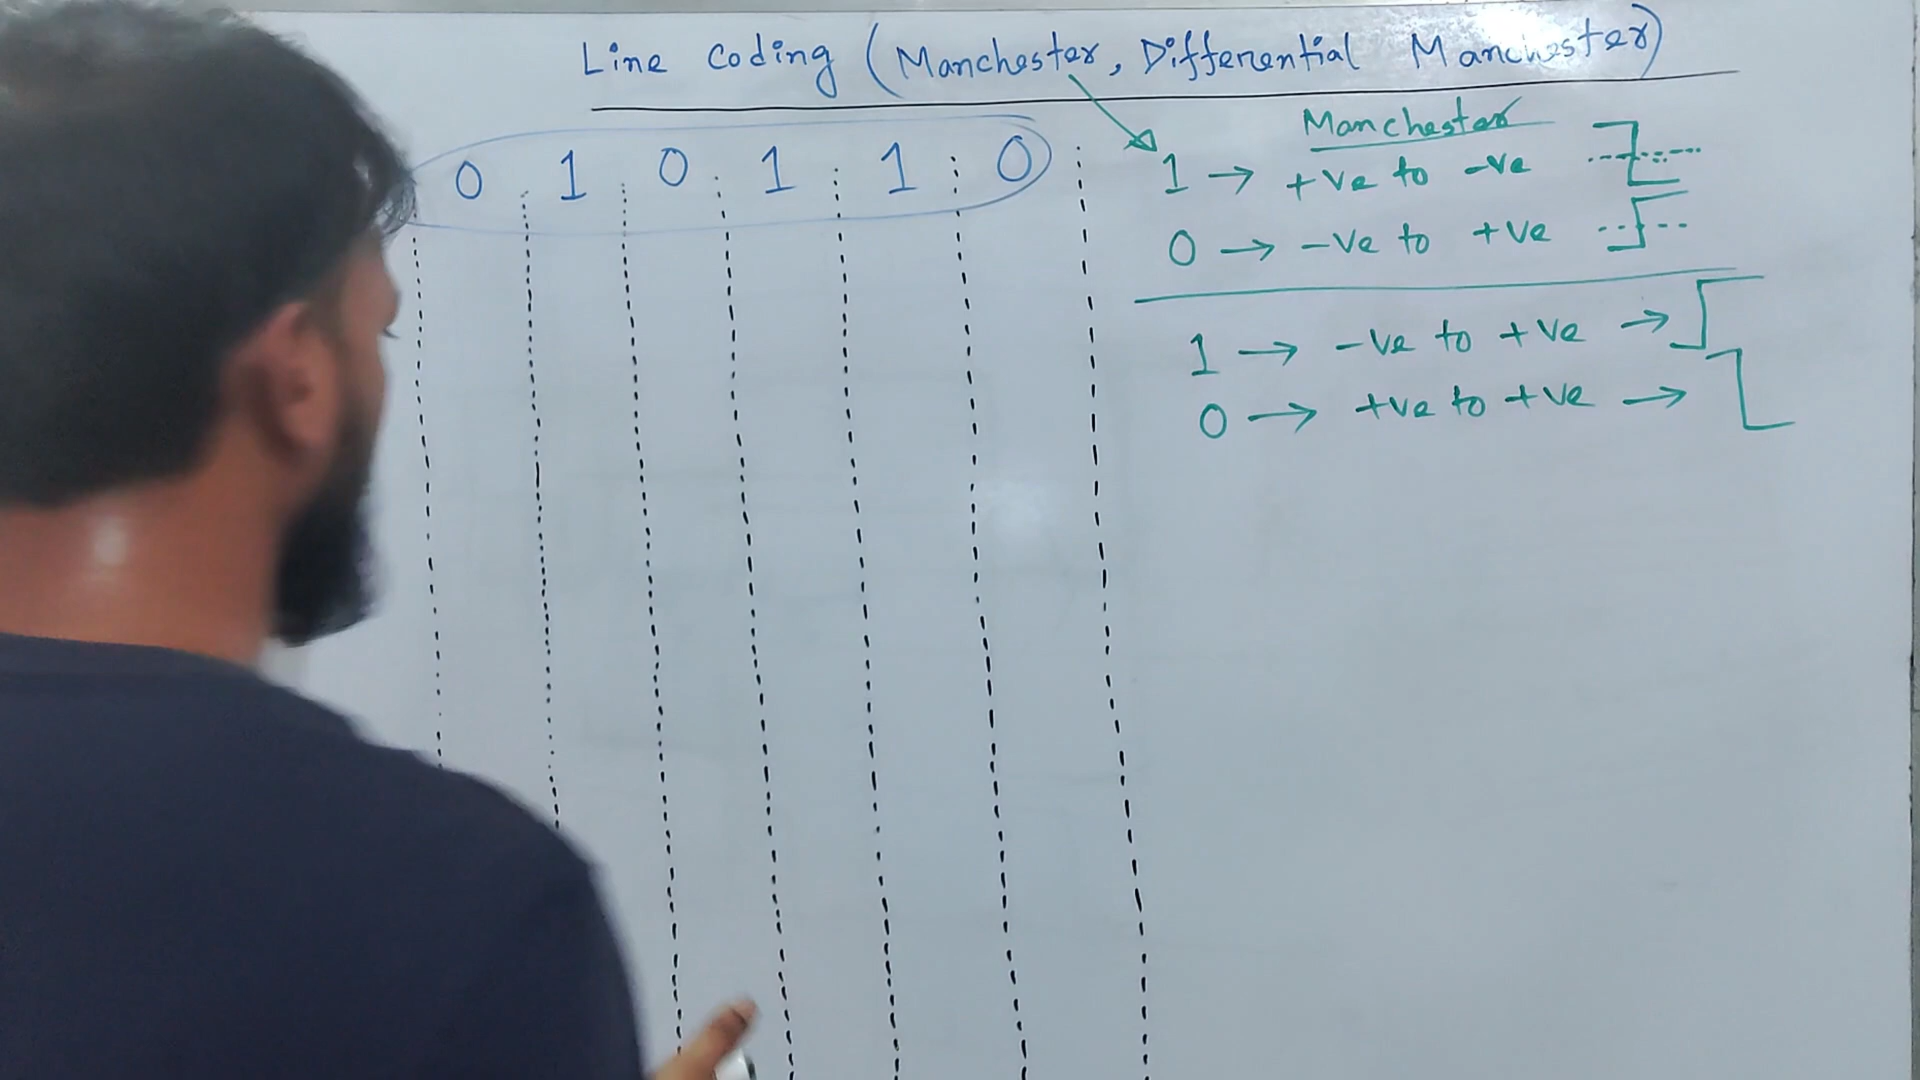 Line Coding (Manchester, Differential Manchester)
0 1 0 1 1 0
Manchester
1 → +ve to -ve
0 → -ve to +ve
1 → -ve to +ve →
0 → +ve to +ve →